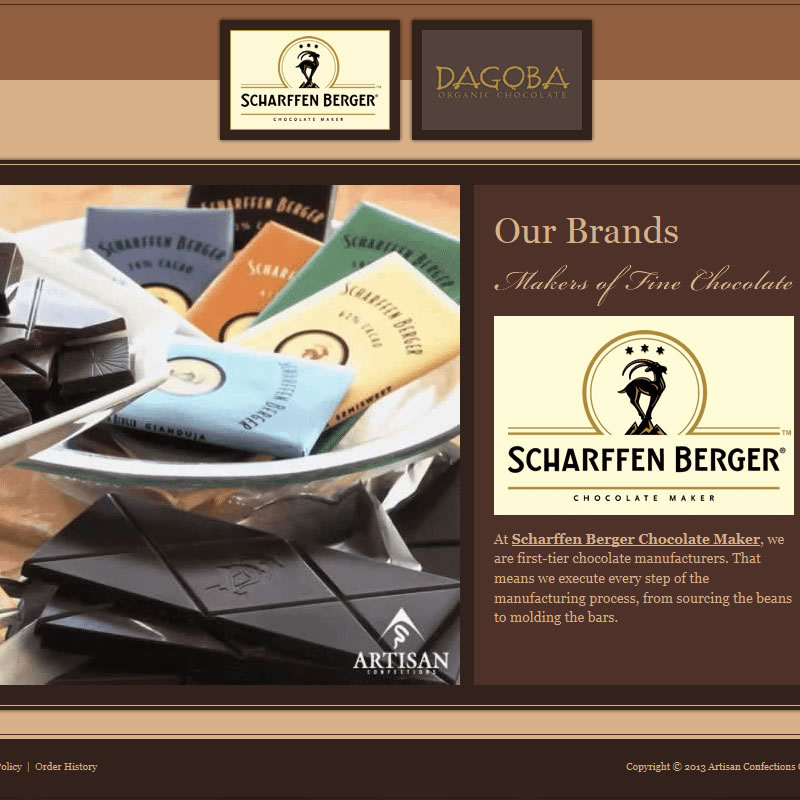 SCHARFFEN BERGER®
CHOCOLATE MAKER
DAGOBA
ORGANIC CHOCOLATE
SCHARFFEN BERGER
SCHARFFEN BERGER
CACAO
SCHARFFEN BERGER
62% CACAO
SEMISWEET
SCHARFFEN BERGER
BERGER GIANDUJA
ARTISAN
CONFECTIONS
Our Brands
Makers of Fine Chocolate
SCHARFFEN BERGER®
TM
CHOCOLATE MAKER
At Scharffen Berger Chocolate Maker, we
are first-tier chocolate manufacturers. That
means we execute every step of the
manufacturing process, from sourcing the beans
to molding the bars.
Policy | Order History
Copyright © 2013 Artisan Confections